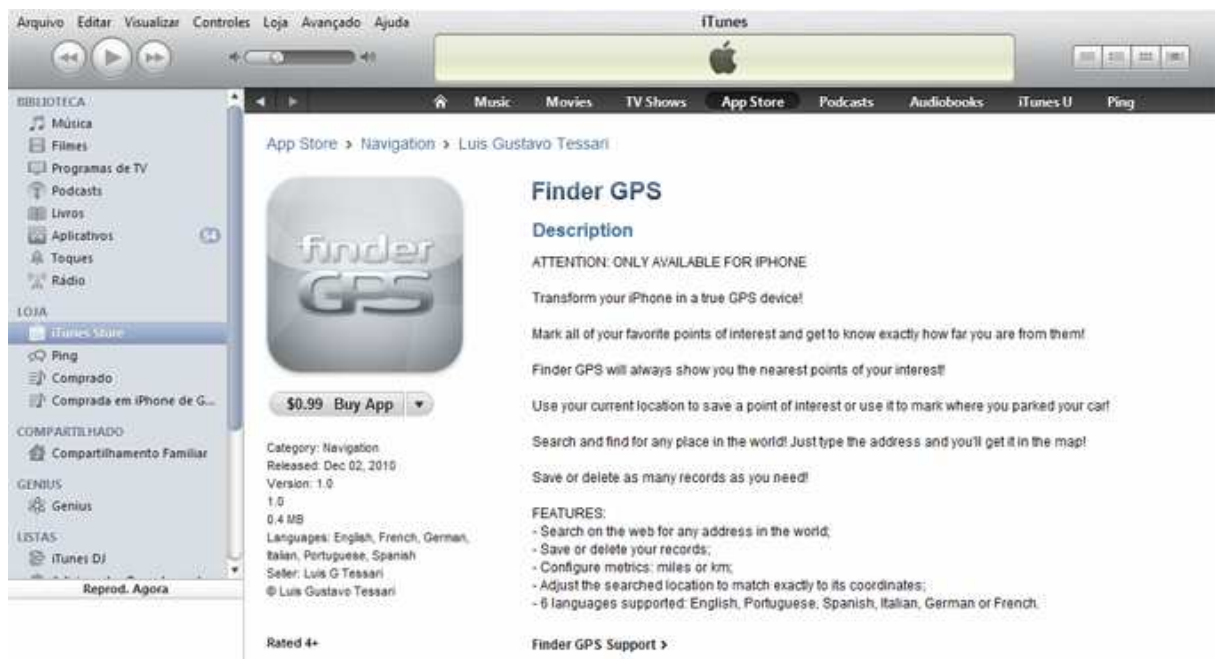 Arquivo Editar Visualizar Controles Loja Avançado Ajuda
iTunes
BIBLIOTECA
Música
Filmes
Programas de TV
Podcasts
Livros
Aplicativos
Toques
Rádio
LOJA
iTunes Store
Ping
Comprado
Comprada em iPhone de G...
COMPARTILHADO
Compartilhamento Familiar
GENIUS
Genius
LISTAS
iTunes DJ
Reprod. Agora
Music Movies TV Shows App Store Podcasts Audiobooks iTunes U Ping
App Store > Navigation > Luis Gustavo Tessari
finder
GPS
$0.99 Buy App
Category: Navigation
Released: Dec 02, 2010
Version: 1.0
1.0
0.4 MB
Languages: English, French, German,
Italian, Portuguese, Spanish
Seller: Luis G Tessari
© Luis Gustavo Tessari
Rated 4+
Finder GPS
Description
ATTENTION: ONLY AVAILABLE FOR IPHONE
Transform your iPhone in a true GPS device!
Mark all of your favorite points of interest and get to know exactly how far you are from them!
Finder GPS will always show you the nearest points of your interest!
Use your current location to save a point of interest or use it to mark where you parked your car!
Search and find for any place in the world! Just type the address and you'll get it in the map!
Save or delete as many records as you need!
FEATURES:
- Search on the web for any address in the world;
- Save or delete your records;
- Configure metrics: miles or km;
- Adjust the searched location to match exactly to its coordinates;
- 6 languages supported: English, Portuguese, Spanish, Italian, German or French.
Finder GPS Support >